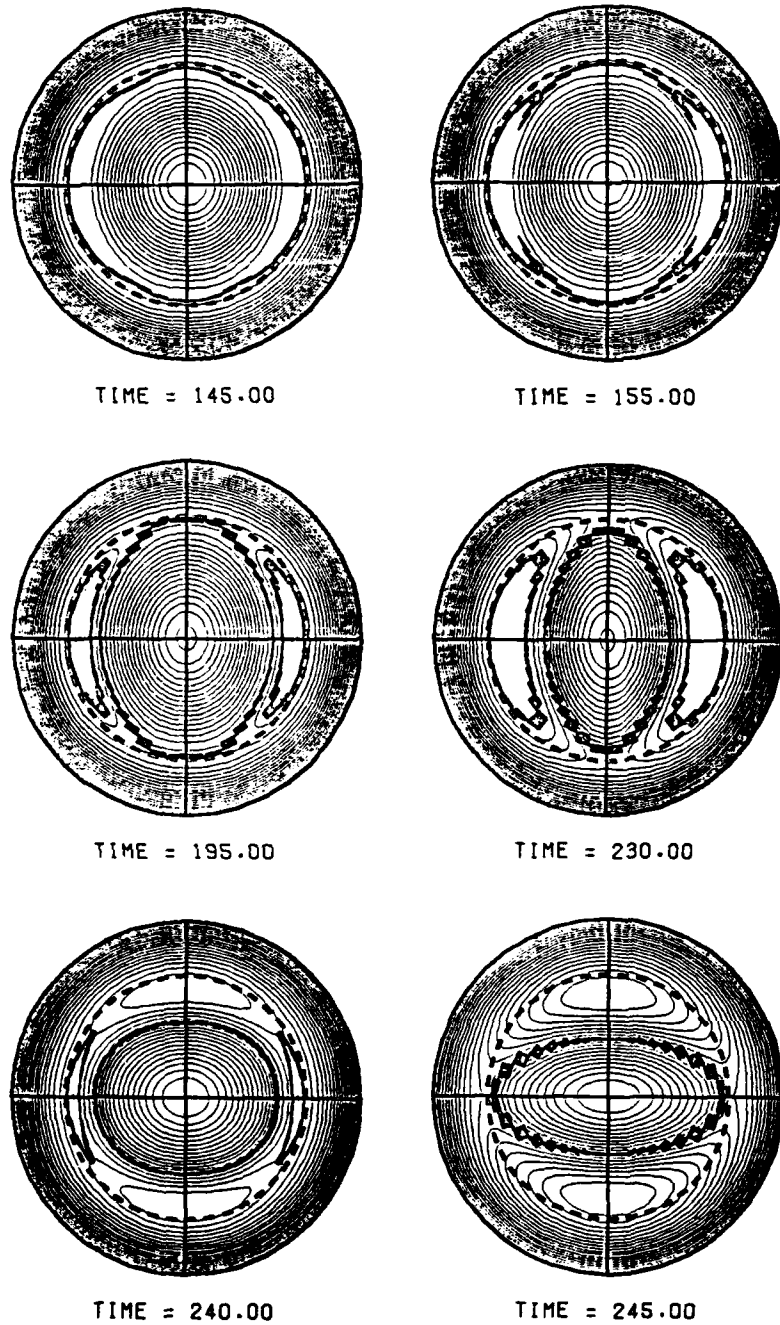 TIME = 145.00
TIME = 155.00
TIME = 195.00
TIME = 230.00
TIME = 240.00
TIME = 245.00